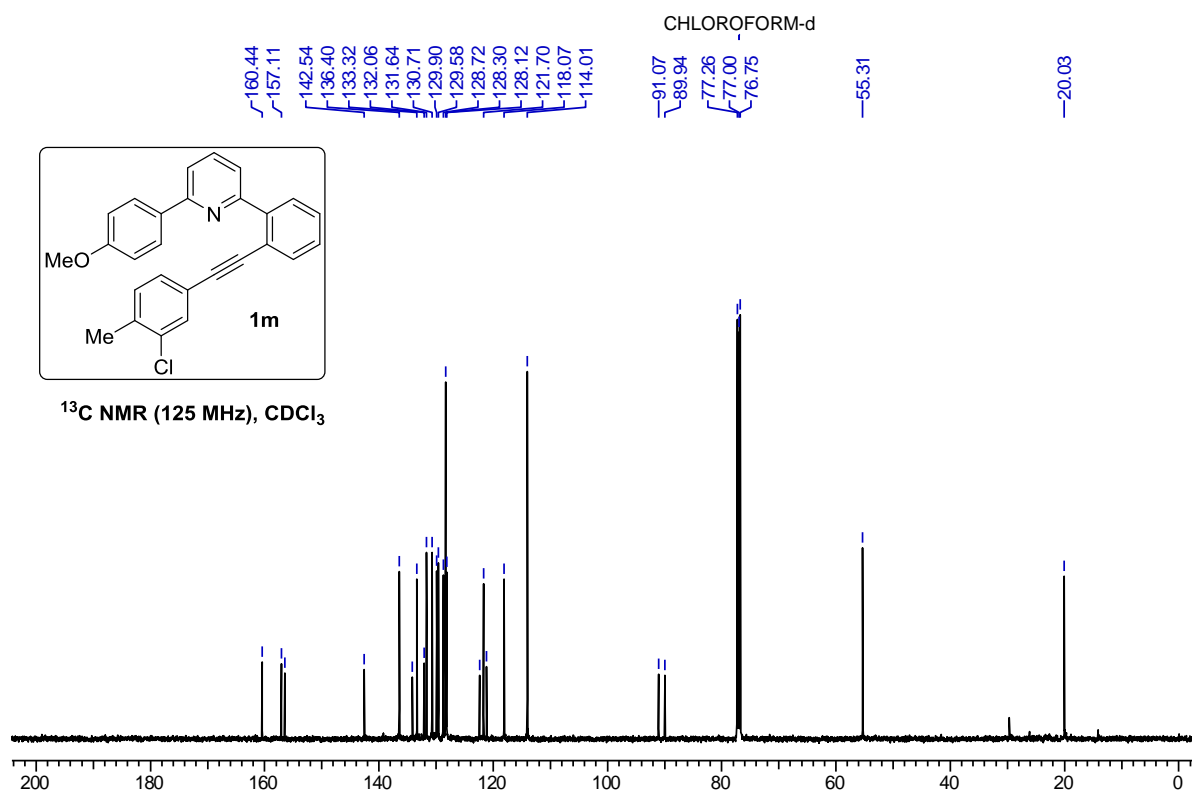 CHLOROFORM-d
160.44
157.11
142.54
136.40
133.32
132.06
131.64
130.71
129.90
129.58
128.72
128.30
128.12
121.70
118.07
114.01
91.07
89.94
77.26
77.00
76.75
55.31
20.03
N
MeO
1m
Me
Cl
¹³C NMR (125 MHz), CDCl₃
200 180 160 140 120 100 80 60 40 20 0